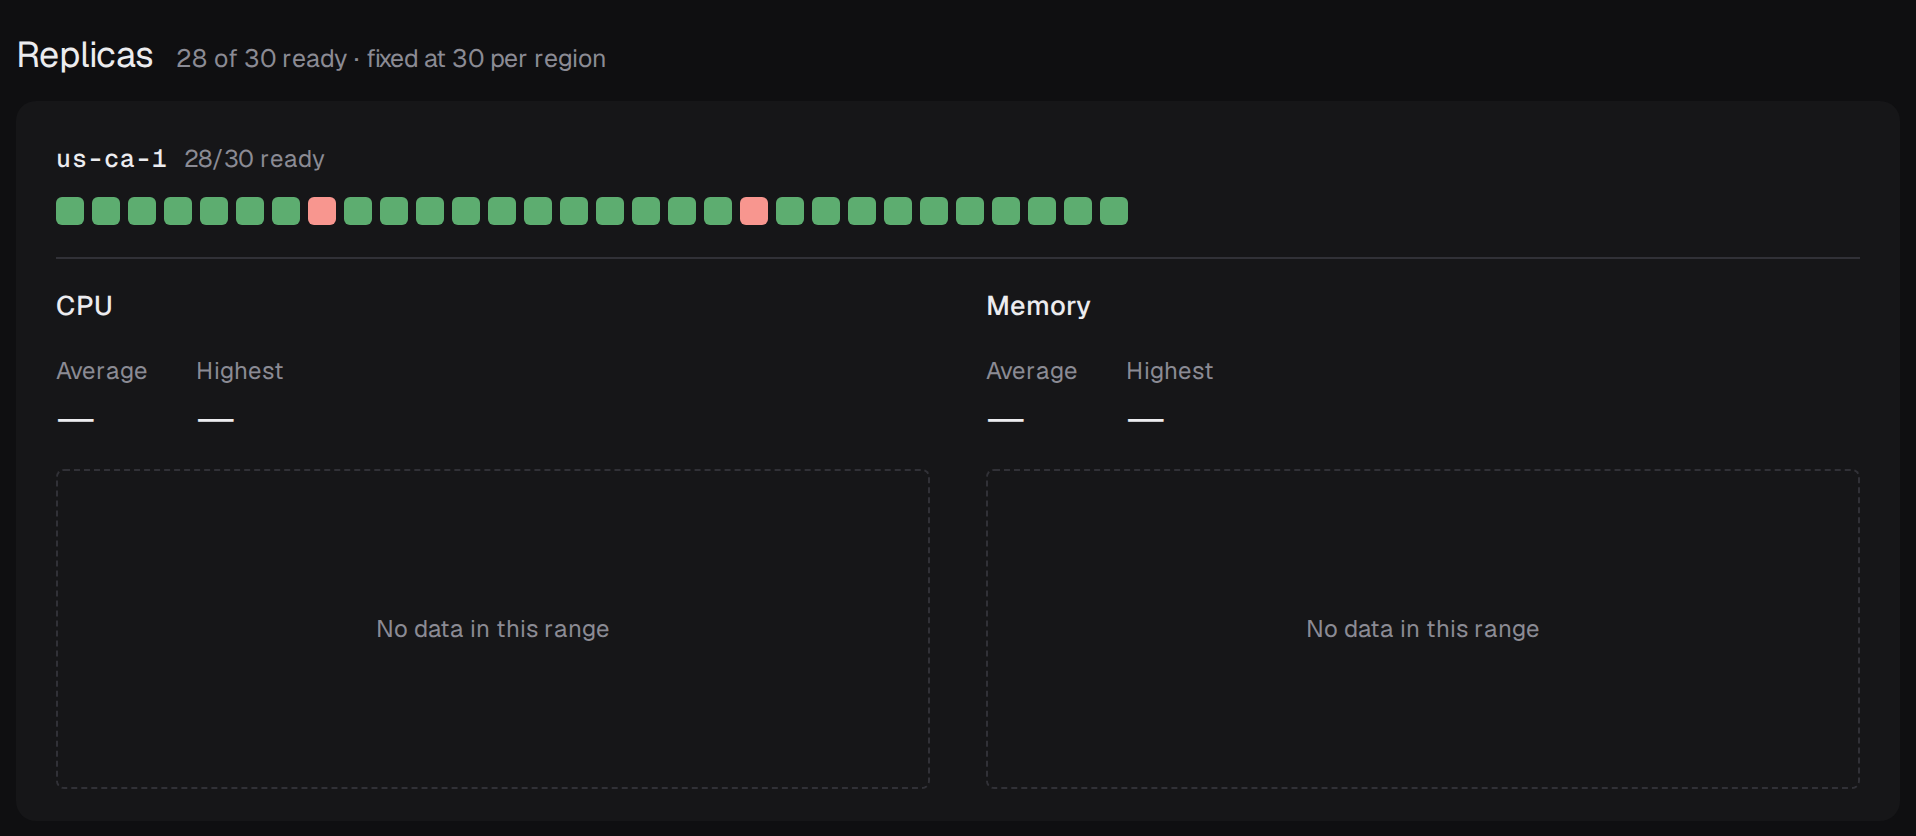 Replicas 28 of 30 ready · fixed at 30 per region
us-ca-1 28/30 ready
CPU
Memory
Average Highest
Average Highest
— —
— —
No data in this range
No data in this range